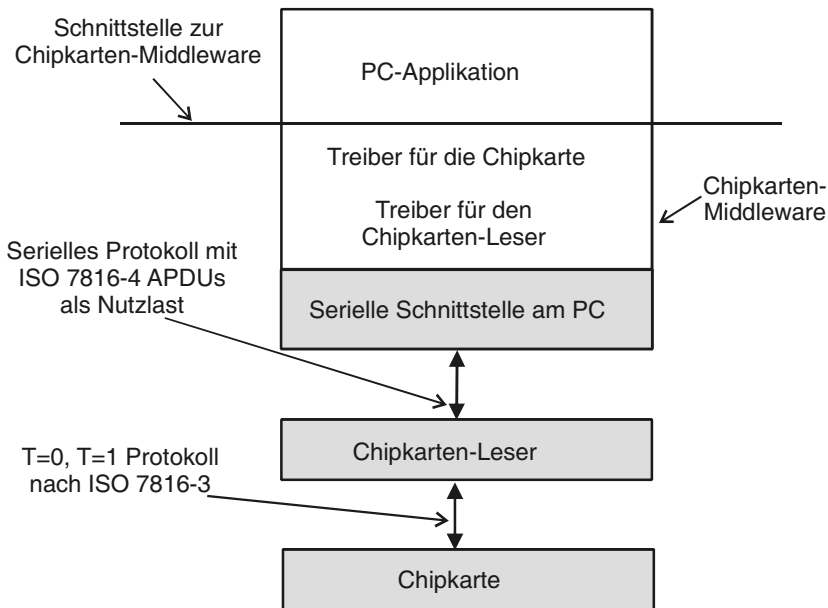 Schnittstelle zur
Chipkarten-Middleware
PC-Applikation
Treiber für die Chipkarte
Treiber für den
Chipkarten-Leser
Chipkarten-
Middleware
Serielles Protokoll mit
ISO 7816-4 APDUs
als Nutzlast
Serielle Schnittstelle am PC
Chipkarten-Leser
T=0, T=1 Protokoll
nach ISO 7816-3
Chipkarte